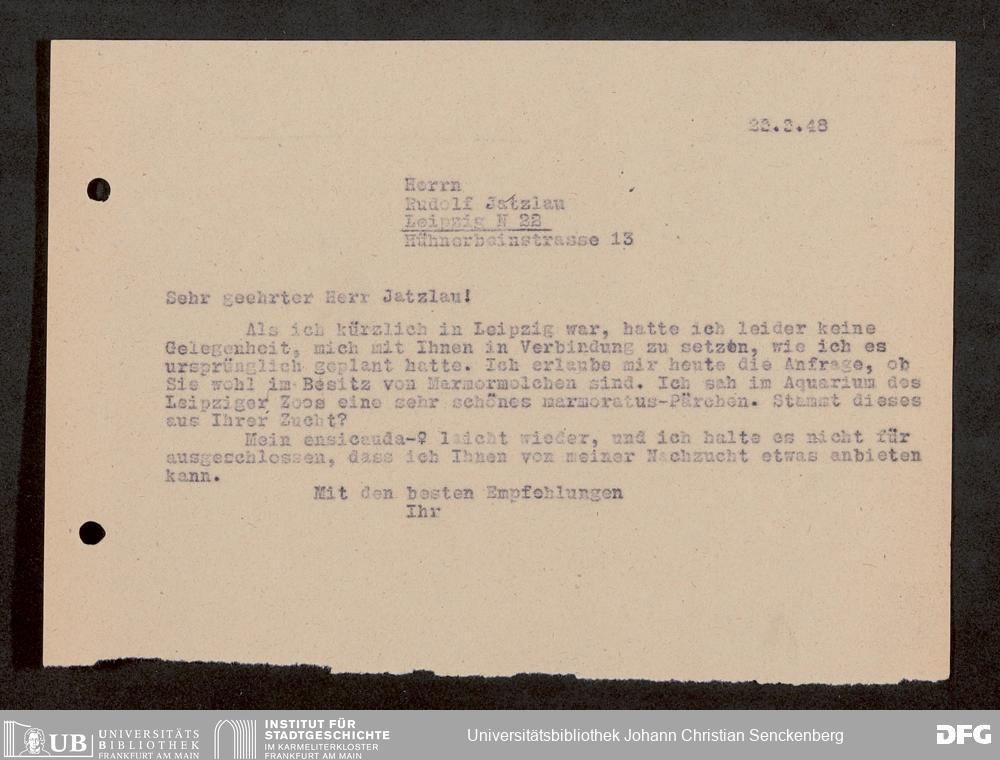 22.3.48
Herrn
Rudolf Jatzlau
Leipzig N 22
Hühnerbeinstrasse 13
Sehr geehrter Herr Jatzlau!
Als ich kürzlich in Leipzig war, hatte ich leider keine
Gelegenheit, mich mit Ihnen in Verbindung zu setzen, wie ich es
ursprünglich geplant hatte. Ich erlaube mir heute die Anfrage, ob
Sie wohl im Besitz von Marmormolchen sind. Ich sah im Aquarium des
Leipziger Zoos eine sehr schönes marmoratus-Pärchen. Stammt dieses
aus Ihrer Zucht?
Mein ensicauda-♀ laicht wieder, und ich halte es nicht für
ausgeschlossen, dass ich Ihnen von meiner Nachzucht etwas anbieten
kann.
Mit den besten Empfehlungen
Ihr
UB UNIVERSITÄTS
BIBLIOTHEK
FRANKFURT AM MAIN
INSTITUT FÜR
STADTGESCHICHTE
IM KARMELITERKLOSTER
FRANKFURT AM MAIN
Universitätsbibliothek Johann Christian Senckenberg
DFG